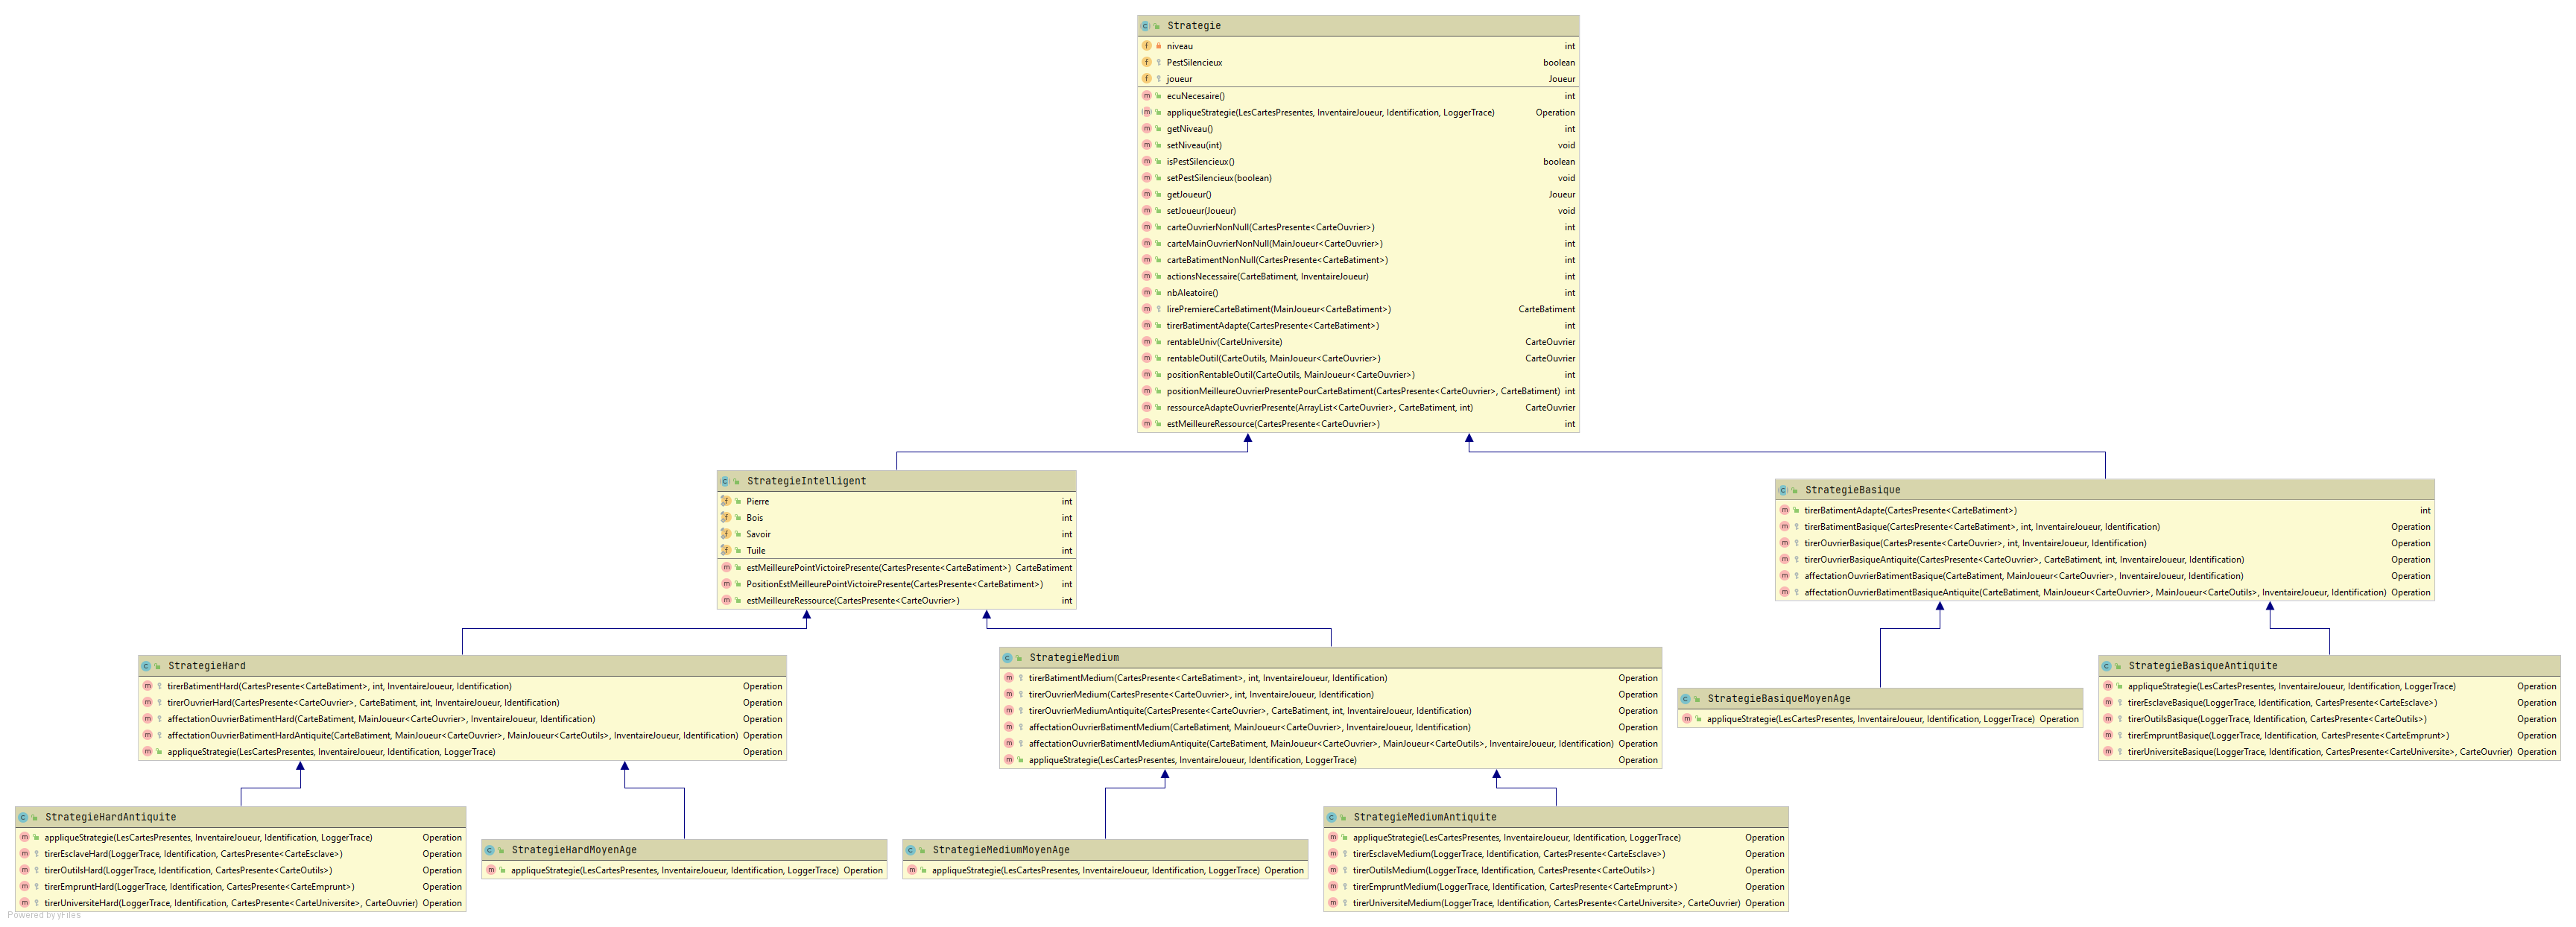 Strategie
niveau int
PestSilencieux boolean
joueur Joueur
ecuNecesaire() int
appliqueStrategie(LesCartesPresentes, InventaireJoueur, Identification, LoggerTrace) Operation
getNiveau() int
setNiveau(int) void
isPestSilencieux() boolean
setPestSilencieux(boolean) void
getJoueur() Joueur
setJoueur(Joueur) void
carteOuvrierNonNull(CartesPresente<CarteOuvrier>) int
carteMainOuvrierNonNull(MainJoueur<CarteOuvrier>) int
carteBatimentNonNull(CartesPresente<CarteBatiment>) int
actionsNecessaire(CarteBatiment, InventaireJoueur) int
nbAleatoire() int
lirePremiereCarteBatiment(MainJoueur<CarteBatiment>) CarteBatiment
tirerBatimentAdapte(CartesPresente<CarteBatiment>) int
rentableUniv(CarteUniversite) CarteOuvrier
rentableOutil(CarteOutils, MainJoueur<CarteOuvrier>) CarteOuvrier
positionRentableOutil(CarteOutils, MainJoueur<CarteOuvrier>) int
positionMeilleureOuvrierPresentePourCarteBatiment(CartesPresente<CarteOuvrier>, CarteBatiment) int
ressourceAdapteOuvrierPresente(ArrayList<CarteOuvrier>, CarteBatiment, int) CarteOuvrier
estMeilleureRessource(CartesPresente<CarteOuvrier>) int
StrategieIntelligent
Pierre int
Bois int
Savoir int
Tuile int
estMeilleurePointVictoirePresente(CartesPresente<CarteBatiment>) CarteBatiment
PositionEstMeilleurePointVictoirePresente(CartesPresente<CarteBatiment>) int
estMeilleureRessource(CartesPresente<CarteOuvrier>) int
StrategieBasique
tirerBatimentAdapte(CartesPresente<CarteBatiment>) int
tirerBatimentBasique(CartesPresente<CarteBatiment>, int, InventaireJoueur, Identification) Operation
tirerOuvrierBasique(CartesPresente<CarteOuvrier>, int, InventaireJoueur, Identification) Operation
tirerOuvrierBasiqueAntiquite(CartesPresente<CarteOuvrier>, CarteBatiment, int, InventaireJoueur, Identification) Operation
affectationOuvrierBatimentBasique(CarteBatiment, MainJoueur<CarteOuvrier>, InventaireJoueur, Identification) Operation
affectationOuvrierBatimentBasiqueAntiquite(CarteBatiment, MainJoueur<CarteOuvrier>, MainJoueur<CarteOutils>, InventaireJoueur, Identification) Operation
StrategieHard
tirerBatimentHard(CartesPresente<CarteBatiment>, int, InventaireJoueur, Identification) Operation
tirerOuvrierHard(CartesPresente<CarteOuvrier>, CarteBatiment, int, InventaireJoueur, Identification) Operation
affectationOuvrierBatimentHard(CarteBatiment, MainJoueur<CarteOuvrier>, InventaireJoueur, Identification) Operation
affectationOuvrierBatimentHardAntiquite(CarteBatiment, MainJoueur<CarteOuvrier>, MainJoueur<CarteOutils>, InventaireJoueur, Identification) Operation
appliqueStrategie(LesCartesPresentes, InventaireJoueur, Identification, LoggerTrace) Operation
StrategieMedium
tirerBatimentMedium(CartesPresente<CarteBatiment>, int, InventaireJoueur, Identification) Operation
tirerOuvrierMedium(CartesPresente<CarteOuvrier>, int, InventaireJoueur, Identification) Operation
tirerOuvrierMediumAntiquite(CartesPresente<CarteOuvrier>, CarteBatiment, int, InventaireJoueur, Identification) Operation
affectationOuvrierBatimentMedium(CarteBatiment, MainJoueur<CarteOuvrier>, InventaireJoueur, Identification) Operation
affectationOuvrierBatimentMediumAntiquite(CarteBatiment, MainJoueur<CarteOuvrier>, MainJoueur<CarteOutils>, InventaireJoueur, Identification) Operation
appliqueStrategie(LesCartesPresentes, InventaireJoueur, Identification, LoggerTrace) Operation
StrategieBasiqueMoyenAge
appliqueStrategie(LesCartesPresentes, InventaireJoueur, Identification, LoggerTrace) Operation
StrategieBasiqueAntiquite
appliqueStrategie(LesCartesPresentes, InventaireJoueur, Identification, LoggerTrace) Operation
tirerEsclaveBasique(LoggerTrace, Identification, CartesPresente<CarteEsclave>) Operation
tirerOutilsBasique(LoggerTrace, Identification, CartesPresente<CarteOutils>) Operation
tirerEmpruntBasique(LoggerTrace, Identification, CartesPresente<CarteEmprunt>) Operation
tirerUniversiteBasique(LoggerTrace, Identification, CartesPresente<CarteUniversite>, CarteOuvrier) Operation
StrategieHardAntiquite
appliqueStrategie(LesCartesPresentes, InventaireJoueur, Identification, LoggerTrace) Operation
tirerEsclaveHard(LoggerTrace, Identification, CartesPresente<CarteEsclave>) Operation
tirerOutilsHard(LoggerTrace, Identification, CartesPresente<CarteOutils>) Operation
tirerEmpruntHard(LoggerTrace, Identification, CartesPresente<CarteEmprunt>) Operation
tirerUniversiteHard(LoggerTrace, Identification, CartesPresente<CarteUniversite>, CarteOuvrier) Operation
StrategieHardMoyenAge
appliqueStrategie(LesCartesPresentes, InventaireJoueur, Identification, LoggerTrace) Operation
StrategieMediumMoyenAge
appliqueStrategie(LesCartesPresentes, InventaireJoueur, Identification, LoggerTrace) Operation
StrategieMediumAntiquite
appliqueStrategie(LesCartesPresentes, InventaireJoueur, Identification, LoggerTrace) Operation
tirerEsclaveMedium(LoggerTrace, Identification, CartesPresente<CarteEsclave>) Operation
tirerOutilsMedium(LoggerTrace, Identification, CartesPresente<CarteOutils>) Operation
tirerEmpruntMedium(LoggerTrace, Identification, CartesPresente<CarteEmprunt>) Operation
tirerUniversiteMedium(LoggerTrace, Identification, CartesPresente<CarteUniversite>, CarteOuvrier) Operation
Powered by yFiles